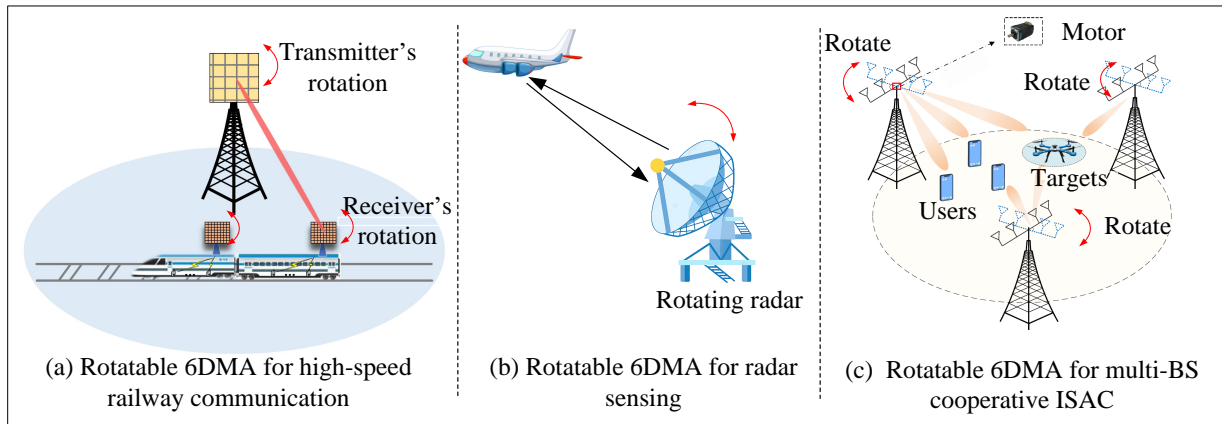 Transmitter's
rotation
Receiver's
rotation
(a) Rotatable 6DMA for high-speed
railway communication
Rotating radar
(b) Rotatable 6DMA for radar
sensing
Rotate
Motor
Rotate
Targets
Users
Rotate
(c) Rotatable 6DMA for multi-BS
cooperative ISAC